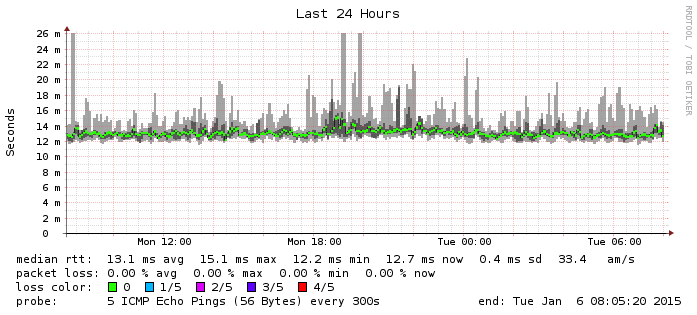 Last 24 Hours
RRDTOOL / TOBI OETIKER
Seconds
26 m
24 m
22 m
20 m
18 m
16 m
14 m
12 m
10 m
8 m
6 m
4 m
2 m
0
Mon 12:00 Mon 18:00 Tue 00:00 Tue 06:00
median rtt: 13.1 ms avg 15.1 ms max 12.2 ms min 12.7 ms now 0.4 ms sd 33.4 am/s
packet loss: 0.00 % avg 0.00 % max 0.00 % min 0.00 % now
loss color: 0 1/5 2/5 3/5 4/5
probe: 5 ICMP Echo Pings (56 Bytes) every 300s end: Tue Jan 6 08:05:20 2015